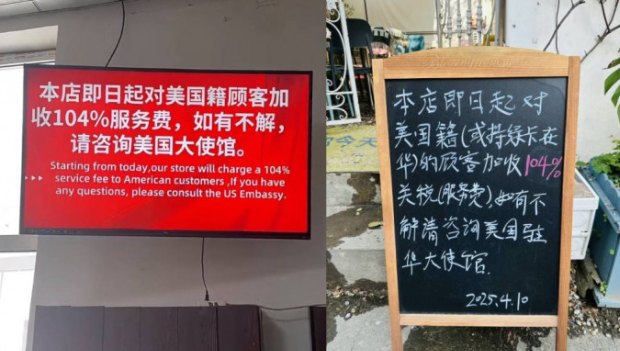 本店即日起对美国籍顾客加
收104%服务费，如有不解，
请咨询美国大使馆。
Starting from today,our store will charge a 104%
service fee to American customers ,If you have
any questions, please consult the US Embassy.
本店即日起对
美国籍(或持绿卡在
华)的顾客加收104%
关税(服务费)如有不
解请咨询美国驻
华大使馆.
2025.4.10